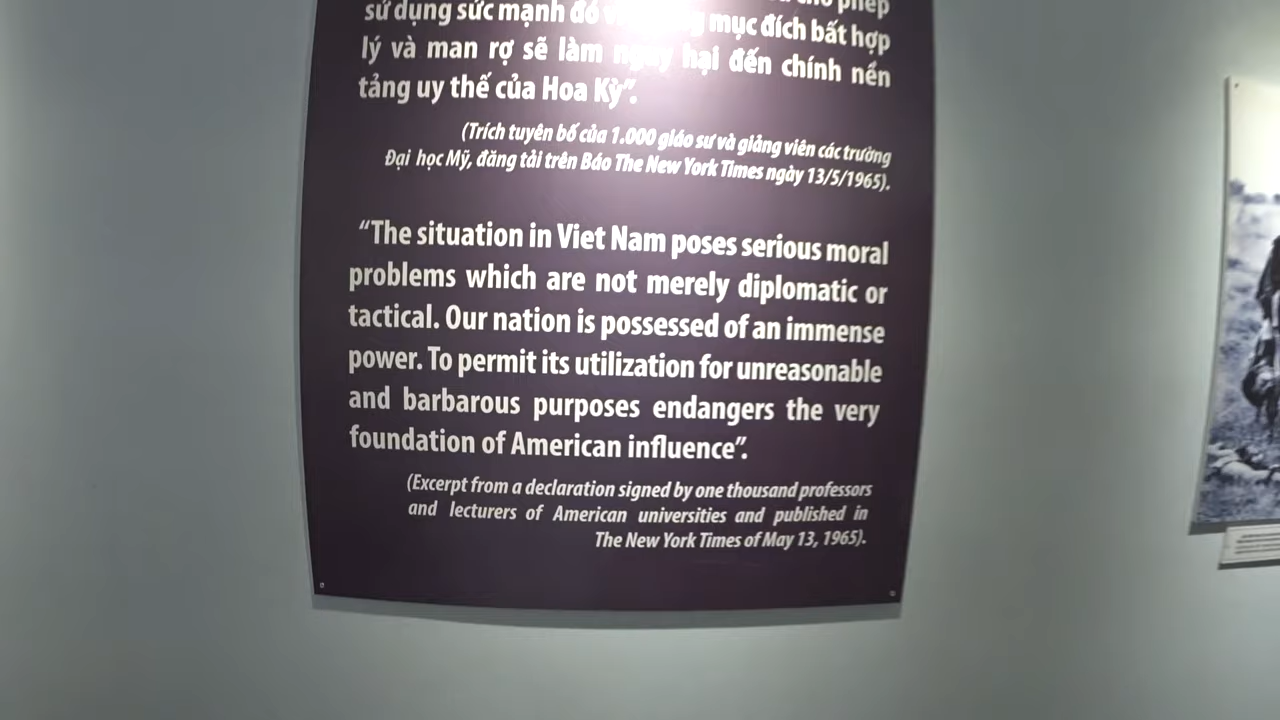 sử dụng sức mạnh đó mục đích bất hợp
lý và man rợ sẽ làm nguy hại đến chính nền
tảng uy thế của Hoa Kỳ”.
(Trích tuyên bố của 1.000 giáo sư và giảng viên các trường
Đại học Mỹ, đăng tải trên Báo The New York Times ngày 13/5/1965).
“The situation in Viet Nam poses serious moral
problems which are not merely diplomatic or
tactical. Our nation is possessed of an immense
power. To permit its utilization for unreasonable
and barbarous purposes endangers the very
foundation of American influence”.
(Excerpt from a declaration signed by one thousand professors
and lecturers of American universities and published in
The New York Times of May 13, 1965).